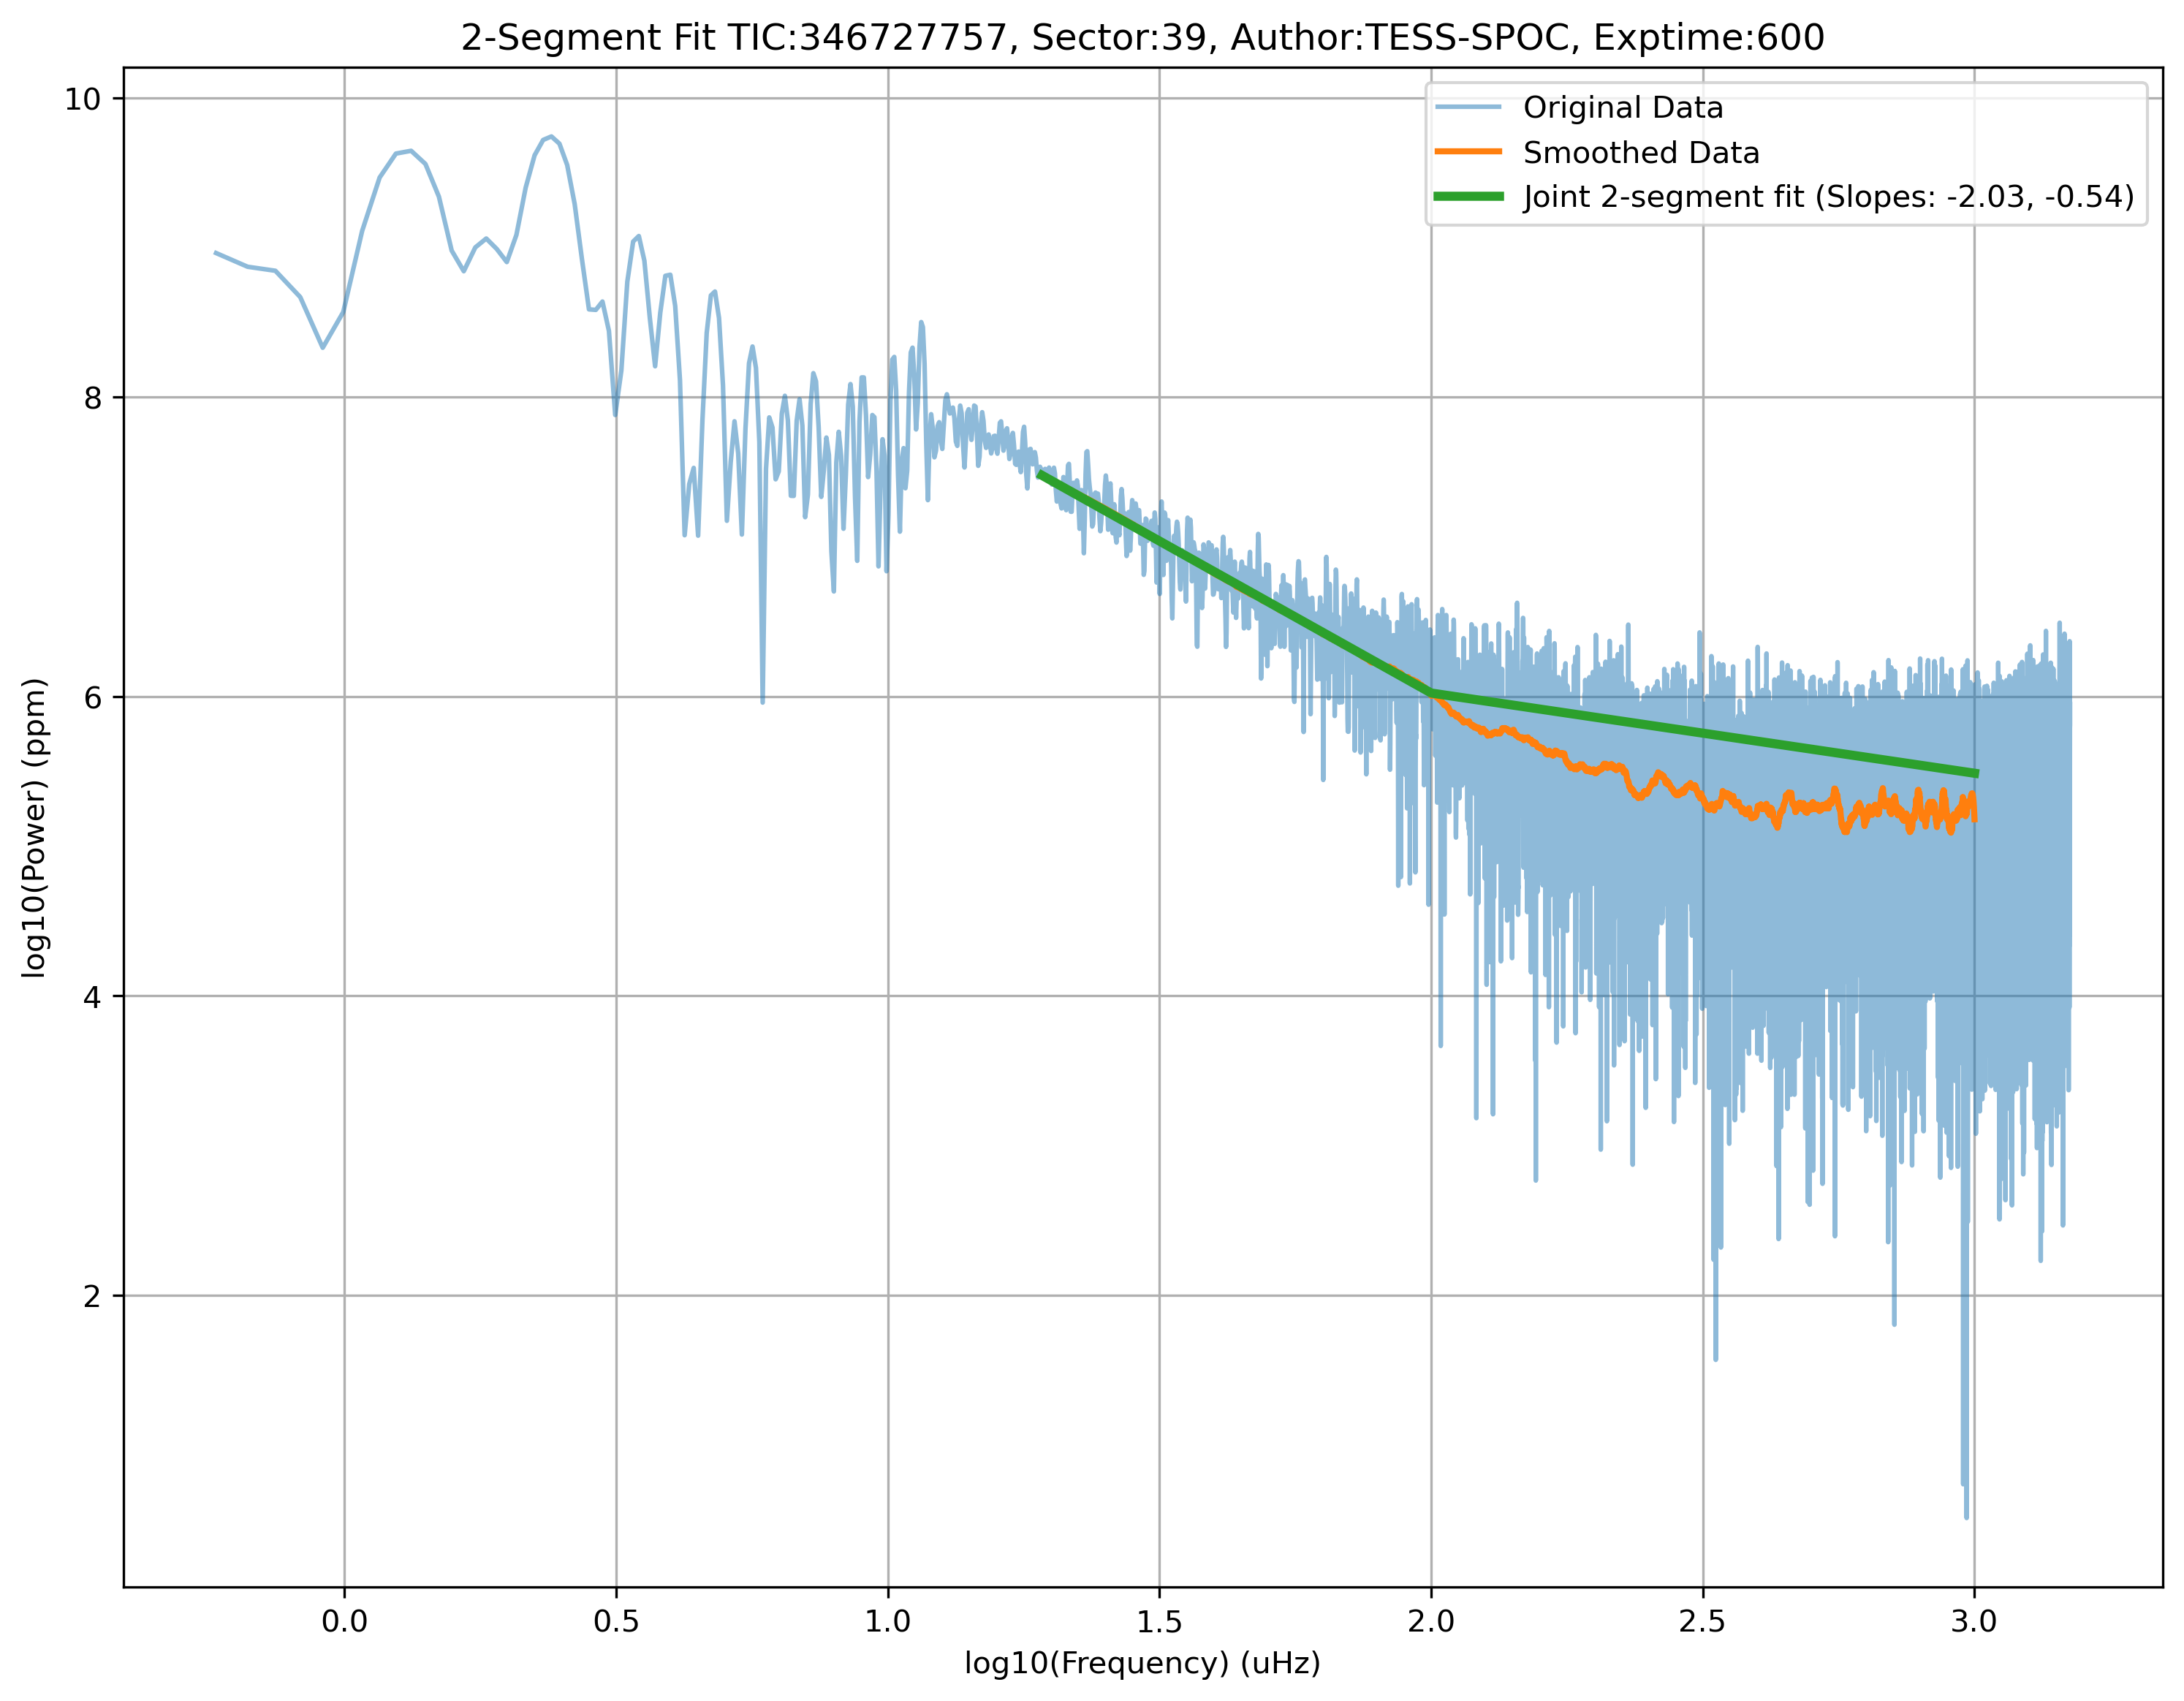 2-Segment Fit TIC:346727757, Sector:39, Author:TESS-SPOC, Exptime:600
Original Data
Smoothed Data
Joint 2-segment fit (Slopes: -2.03, -0.54)
log10(Power) (ppm)
10
8
6
4
2
0.0 0.5 1.0 1.5 2.0 2.5 3.0
log10(Frequency) (uHz)